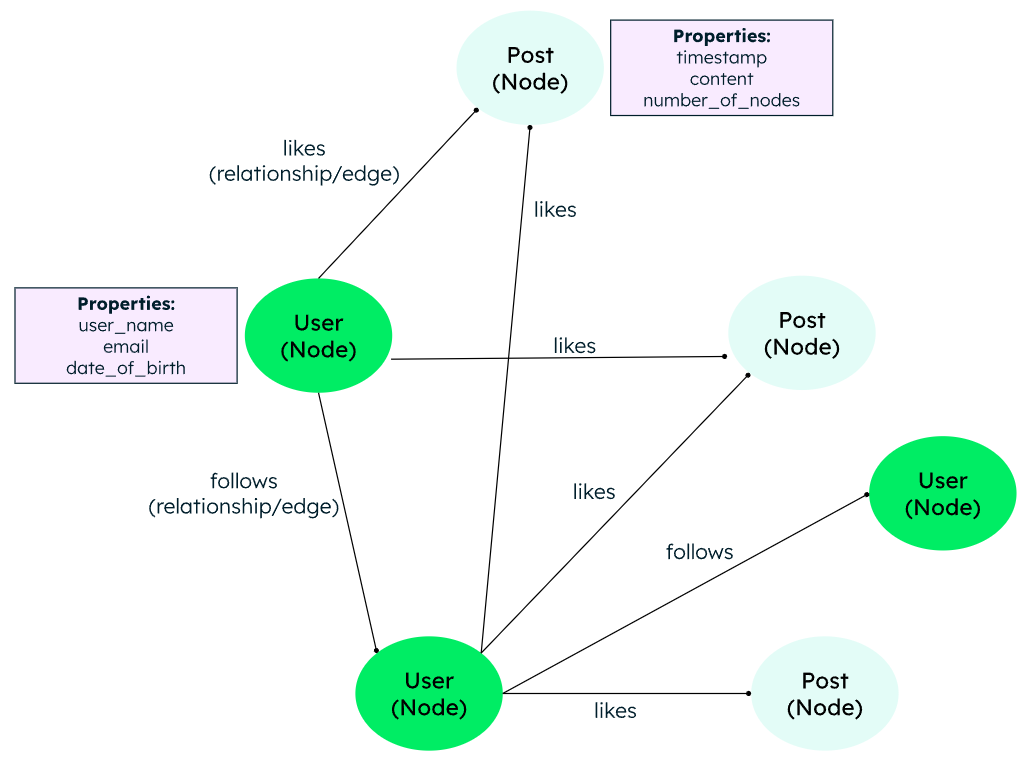 Post
(Node)
Properties:
timestamp
content
number_of_nodes
likes
(relationship/edge)
likes
Properties:
user_name
email
date_of_birth
User
(Node)
likes
Post
(Node)
follows
(relationship/edge)
likes
User
(Node)
follows
User
(Node)
likes
Post
(Node)